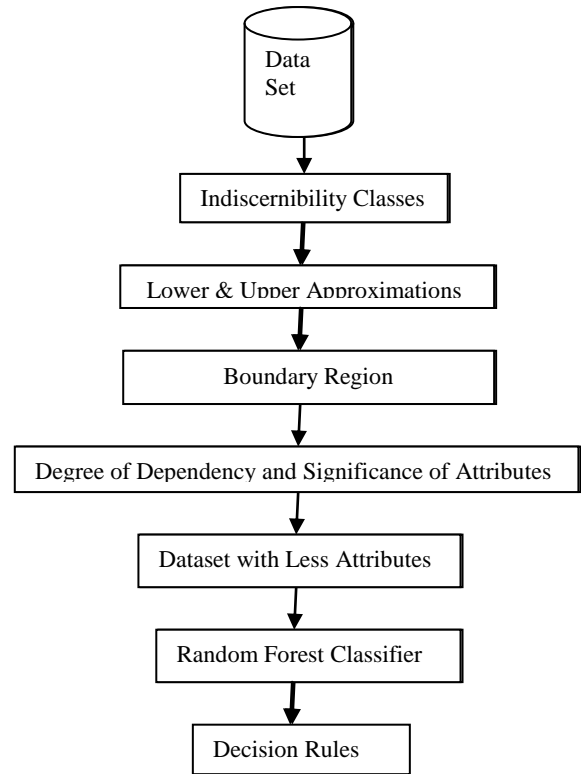 Data
Set
Indiscernibility Classes
Lower & Upper Approximations
Boundary Region
Degree of Dependency and Significance of Attributes
Dataset with Less Attributes
Random Forest Classifier
Decision Rules